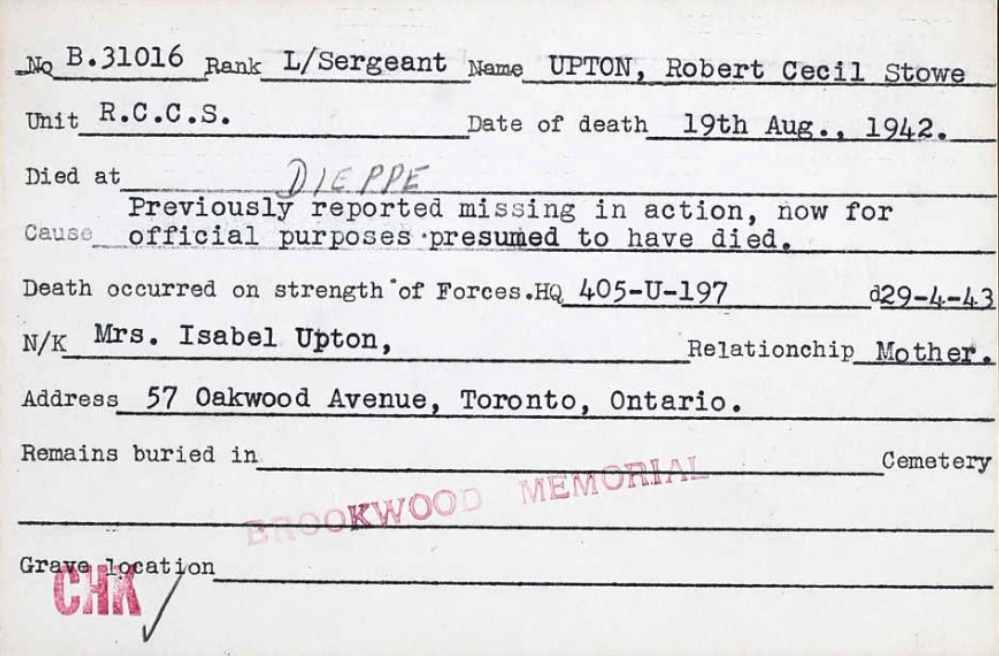 No B.31016 Rank L/Sergeant Name UPTON, Robert Cecil Stowe
Unit R.C.C.S. Date of death 19th Aug., 1942.
Died at DIEPPE
Previously reported missing in action, now for
Cause official purposes presumed to have died.
Death occurred on strength of Forces.HQ 405-U-197 d29-4-43
N/K Mrs. Isabel Upton, Relationchip Mother.
Address 57 Oakwood Avenue, Toronto, Ontario.
Remains buried in Cemetery
BROOKWOOD MEMORIAL
Grave location
CHK